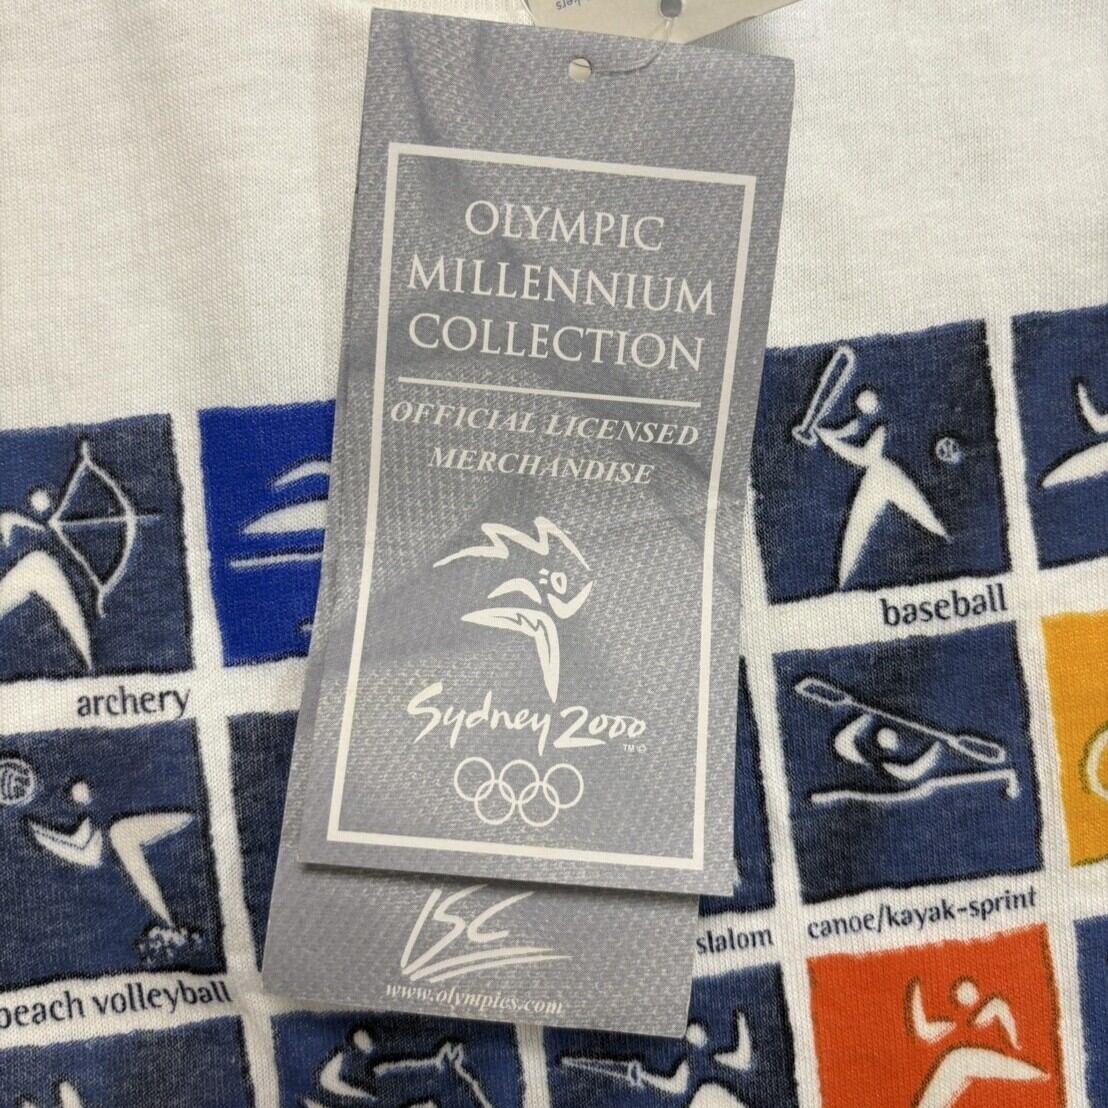 OLYMPIC
MILLENNIUM
COLLECTION
OFFICIAL LICENSED
MERCHANDISE
Sydney 2000
TM ©
ISC
www.olympics.com
archery
baseball
beach volleyball
slalom
canoe/kayak-sprint